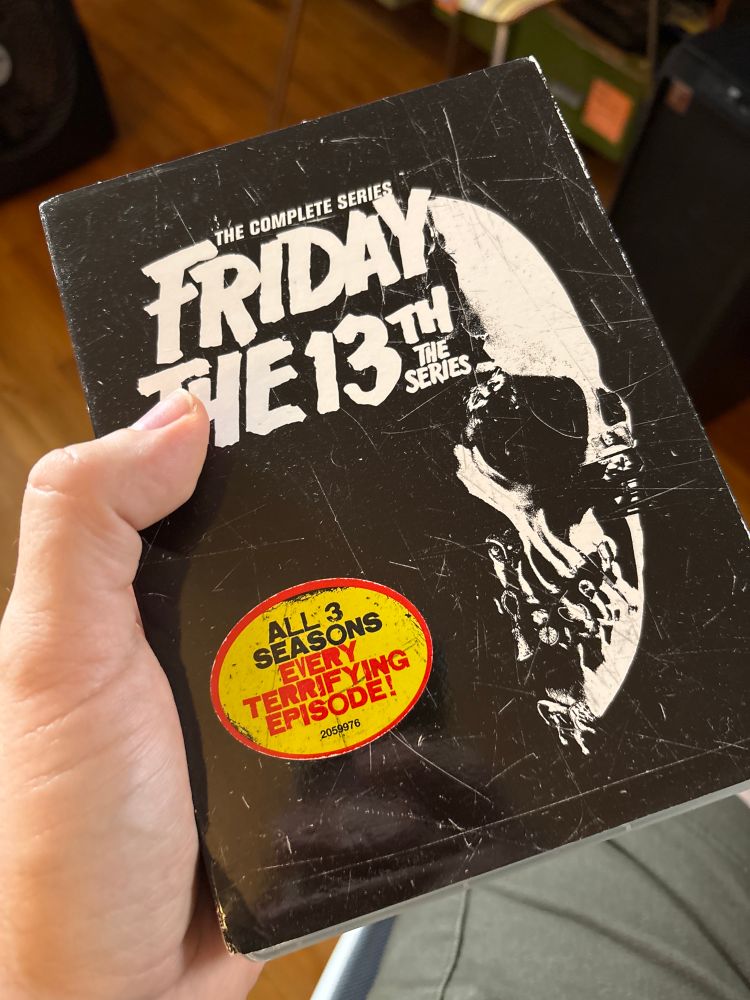 THE COMPLETE SERIES
FRIDAY
THE 13TH
THE
SERIES
ALL 3
SEASONS
EVERY
TERRIFYING
EPISODE!
2059976